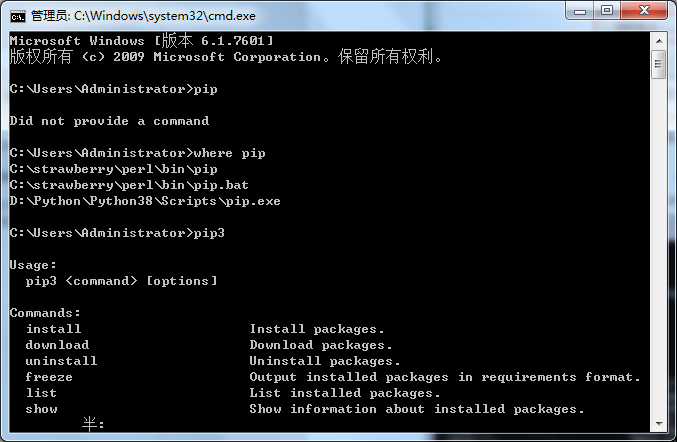 管理员: C:\Windows\system32\cmd.exe
Microsoft Windows [版本 6.1.7601]
版权所有 (c) 2009 Microsoft Corporation。保留所有权利。
C:\Users\Administrator>pip
Did not provide a command
C:\Users\Administrator>where pip
C:\strawberry\perl\bin\pip
C:\strawberry\perl\bin\pip.bat
D:\Python\Python38\Scripts\pip.exe
C:\Users\Administrator>pip3
Usage:
pip3 <command> [options]
Commands:
install Install packages.
download Download packages.
uninstall Uninstall packages.
freeze Output installed packages in requirements format.
list List installed packages.
show Show information about installed packages.
半: